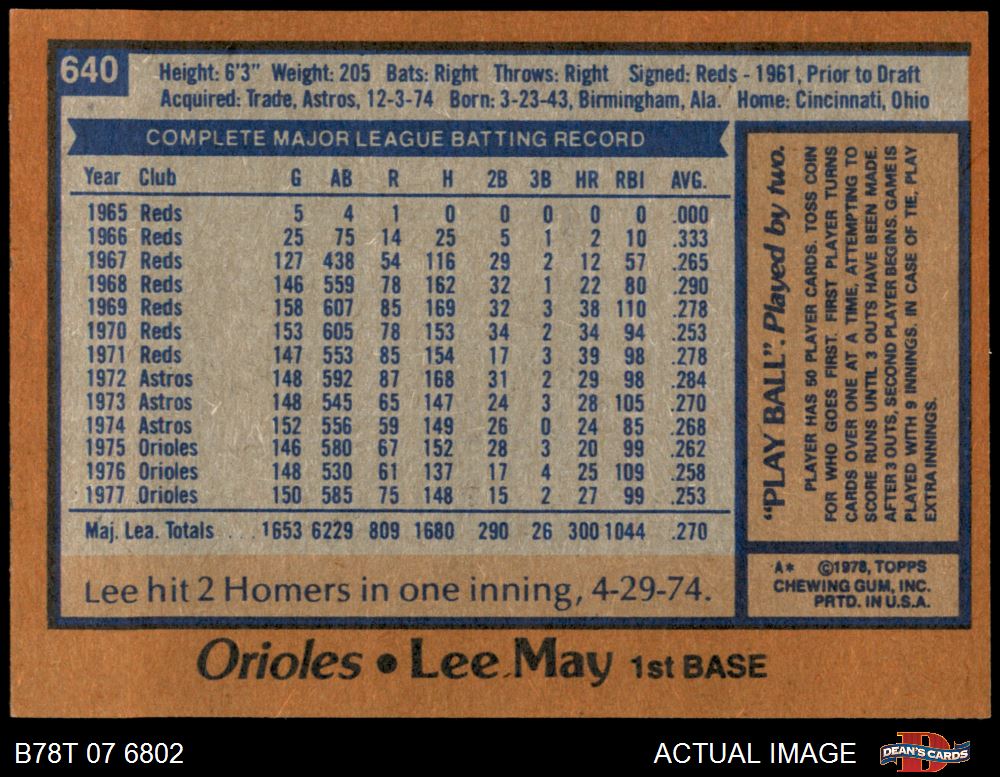 640
Height: 6'3" Weight: 205 Bats: Right Throws: Right Signed: Reds - 1961, Prior to Draft
Acquired: Trade, Astros, 12-3-74 Born: 3-23-43, Birmingham, Ala. Home: Cincinnati, Ohio
COMPLETE MAJOR LEAGUE BATTING RECORD
Year Club G AB R H 2B 3B HR RBI AVG.
1965 Reds 5 4 1 0 0 0 0 0 .000
1966 Reds 25 75 14 25 5 1 2 10 .333
1967 Reds 127 438 54 116 29 2 12 57 .265
1968 Reds 146 559 78 162 32 1 22 80 .290
1969 Reds 158 607 85 169 32 3 38 110 .278
1970 Reds 153 605 78 153 34 2 34 94 .253
1971 Reds 147 553 85 154 17 3 39 98 .278
1972 Astros 148 592 87 168 31 2 29 98 .284
1973 Astros 148 545 65 147 24 3 28 105 .270
1974 Astros 152 556 59 149 26 0 24 85 .268
1975 Orioles 146 580 67 152 28 3 20 99 .262
1976 Orioles 148 530 61 137 17 4 25 109 .258
1977 Orioles 150 585 75 148 15 2 27 99 .253
Maj. Lea. Totals . . . 1653 6229 809 1680 290 26 300 1044 .270
Lee hit 2 Homers in one inning, 4-29-74.
"PLAY BALL". Played by two.
PLAYER HAS 50 PLAYER CARDS. TOSS COIN
FOR WHO GOES FIRST. FIRST PLAYER TURNS
CARDS OVER ONE AT A TIME, ATTEMPTING TO
SCORE RUNS UNTIL 3 OUTS HAVE BEEN MADE.
AFTER 3 OUTS, SECOND PLAYER BEGINS. GAME IS
PLAYED WITH 9 INNINGS. IN CASE OF TIE, PLAY
EXTRA INNINGS.
A* ©1978, TOPPS
CHEWING GUM, INC.
PRTD. IN U.S.A.
Orioles • Lee May 1st BASE
B78T 07 6802
ACTUAL IMAGE
DEAN'S CARDS